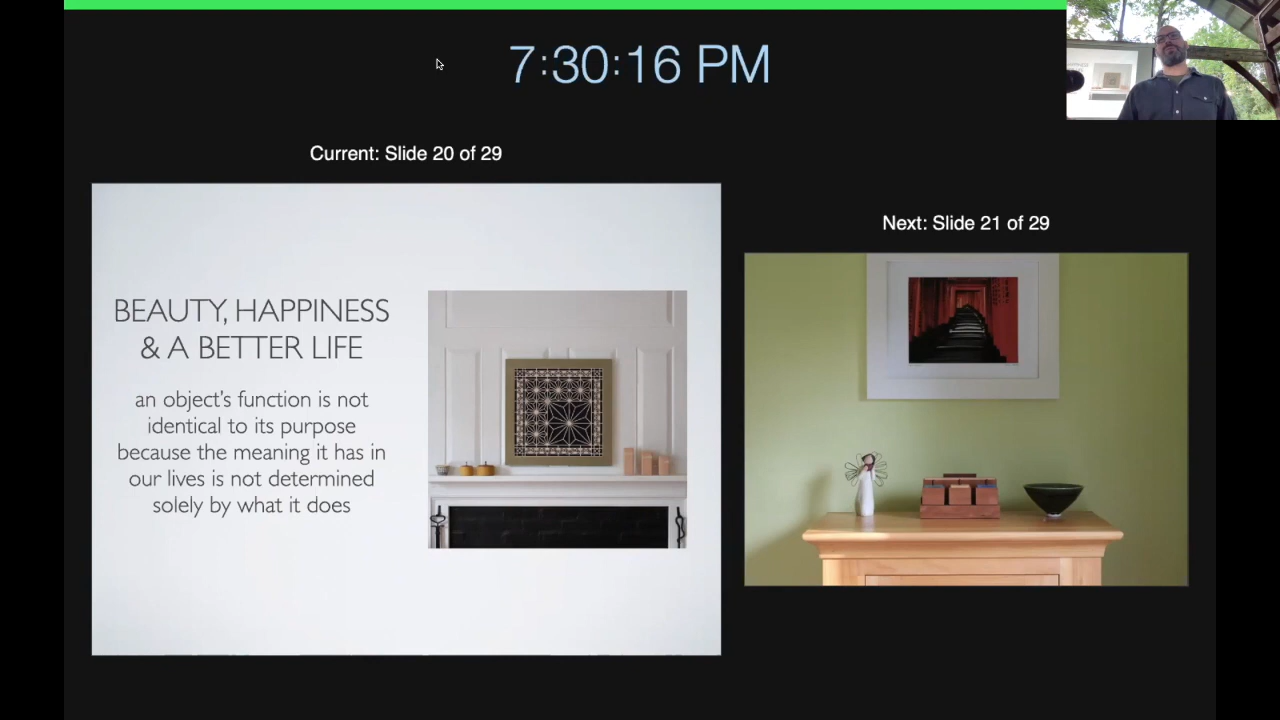 7:30:16 PM
Current: Slide 20 of 29
Next: Slide 21 of 29
BEAUTY, HAPPINESS
& A BETTER LIFE
an object's function is not
identical to its purpose
because the meaning it has in
our lives is not determined
solely by what it does